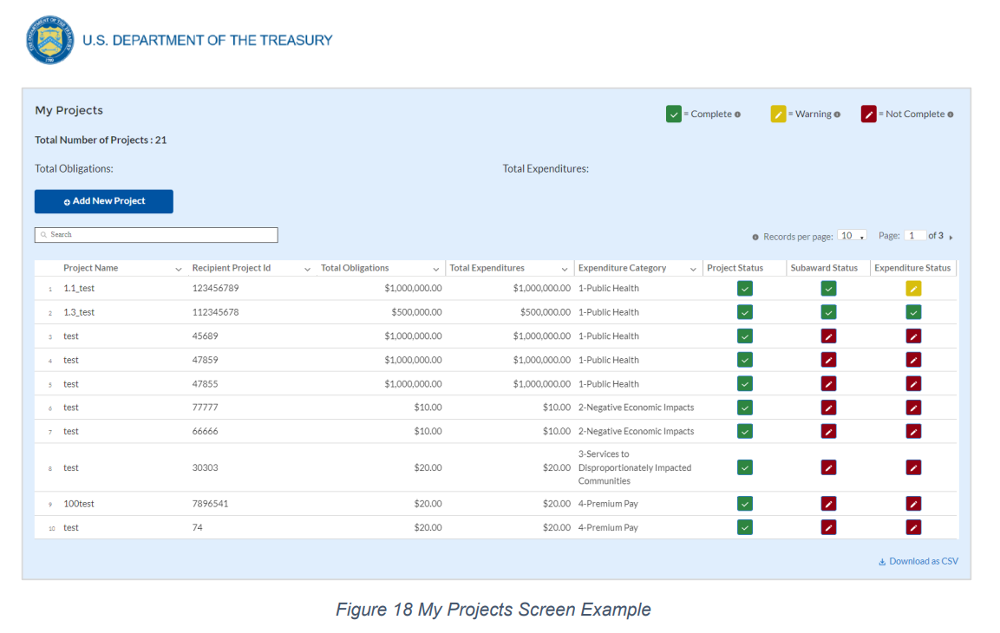 U.S. DEPARTMENT OF THE TREASURY
My Projects
= Complete
= Warning
= Not Complete
Total Number of Projects : 21
Total Obligations:
Total Expenditures:
Add New Project
Search
Records per page: 10
Page: 1 of 3
Project Name Recipient Project Id Total Obligations Total Expenditures Expenditure Category Project Status Subaward Status Expenditure Status
1 1.1_test 123456789 $1,000,000.00 $1,000,000.00 1-Public Health
2 1.3_test 112345678 $500,000.00 $500,000.00 1-Public Health
3 test 45689 $1,000,000.00 $1,000,000.00 1-Public Health
4 test 47859 $1,000,000.00 $1,000,000.00 1-Public Health
5 test 47855 $1,000,000.00 $1,000,000.00 1-Public Health
6 test 77777 $10.00 $10.00 2-Negative Economic Impacts
7 test 66666 $10.00 $10.00 2-Negative Economic Impacts
8 test 30303 $20.00 $20.00 3-Services to
Disproportionately Impacted
Communities
9 100test 7896541 $20.00 $20.00 4-Premium Pay
10 test 74 $20.00 $20.00 4-Premium Pay
Download as CSV
Figure 18 My Projects Screen Example